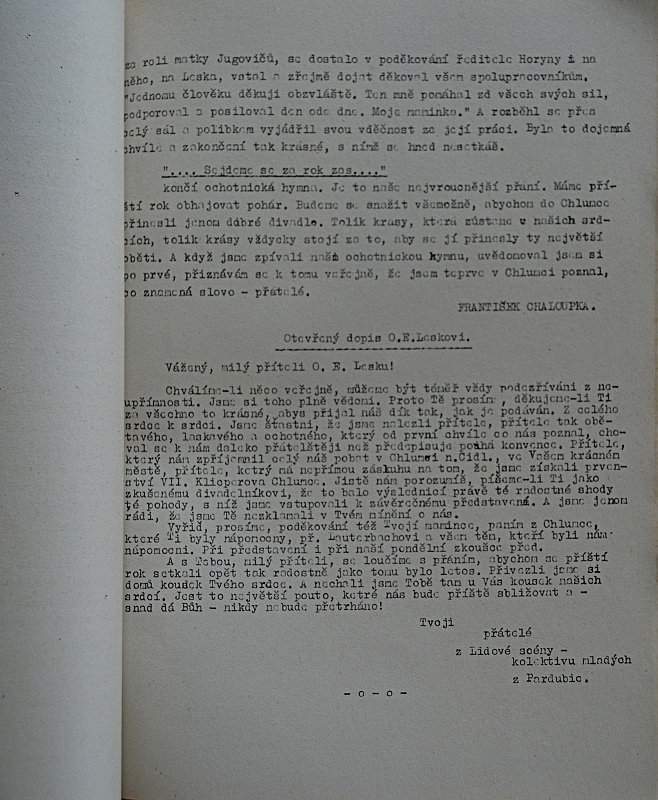 za roli matky Jugovičů, se dostalo v poděkování ředitele Horyny i na
něho, na Leska, vstal a zřejmě dojat děkoval všem spolupracovníkům.
"Jednomu člověku děkuji obzvláště. Ten mně pomáhal zd všech svých sil,
podporoval a posiloval den ode dne. Moje maminka." A rozběhl se přes
celý sál a polibkem vyjádřil svou vděčnost za její práci. Byla to dojemná
chvíle a zakončení tak krásné, s nímž se hned nesetkáš.
".... Sejdeme se za rok zas...."
končí ochotnická hymna. Je to naše nejvroucnější přání. Máme pří-
ští rok obhajovat pohár. Budeme se snažit všemožně, abychom do Chlumce
přinesli jenom dobré divadlo. Tolik krásy, která zůstane v našich srd-
cích, tolik krásy vždycky stojí za to, aby se jí přinesly ty největší
oběti. A když jsme zpívali naši ochotnickou hymnu, uvědomoval jsem si
po prvé, přiznávám se k tomu veřejně, že jsem teprve v Chlumci poznal,
co znamená slovo - přátelé.
FRANTIŠEK CHALOUPKA.
Otevřený dopis O.E.Leskovi.
Vážený, milý příteli O. E. Lesku!
Chválíme-li něco veřejně, můžeme být téměř vždy podezříváni z ne-
upřímnosti. Jsme si toho plně vědomi. Proto Tě prosíme, děkujeme-li Ti
za všechno to krásné, abys přijal náš dík tak, jak je podáván. Z celého
srdce k srdci. Jsme šťastni, že jsme nalezli přítele, přítele tak obě-
tavého, laskavého a ochotného, který od první chvíle co nás poznal, cho-
val se k nám daleko přátelštěji než předepisuje pouhá konvence. Přítele,
který nám zpříjemnil celý náš pobyt v Chlumci n.Cidl., ve Vašem krásném
městě, přítele, ketrý má nepřímou zásluhu na tom, že jsme získali prven-
ství VII. Klicperova Chlumce. Jistě nám porozumíš, píšeme-li Ti jako
zkušenému divadelníkovi, že to balo výslednicí právě té radostné shody
té pohody, s níž jsme vstupovali k závěrečnému představená. A jsme jenom
rádi, že jsme Tě nezklamali v Tvém mínění o nás.
Vyřiď, prosíme, poděkování též Tvojí mamince, paním z Chlumce,
které Ti byly nápomocny, př. Lauterbachovi a všem těm, kteří byli nám
nápomocni. Při představení i při naší pondělní zkoušce před.
A s Tebou, milý příteli, se loučíme s přáním, abychom se příští
rok setkali opět tak radostně jako tomu bylo letos. Přivezli jsme si
domů kousek Tvého srdce. A nechali jsme Tobě tam u Vás kousek našich
srdcí. Jest to největší pouto, ketré nás bude příště sbližovat a -
snad dá Bůh - nikdy nebude přetrháno!
Tvoji
přátelé
z Lidové scény -
kolektivu mladých
z Pardubic.
- o - o -